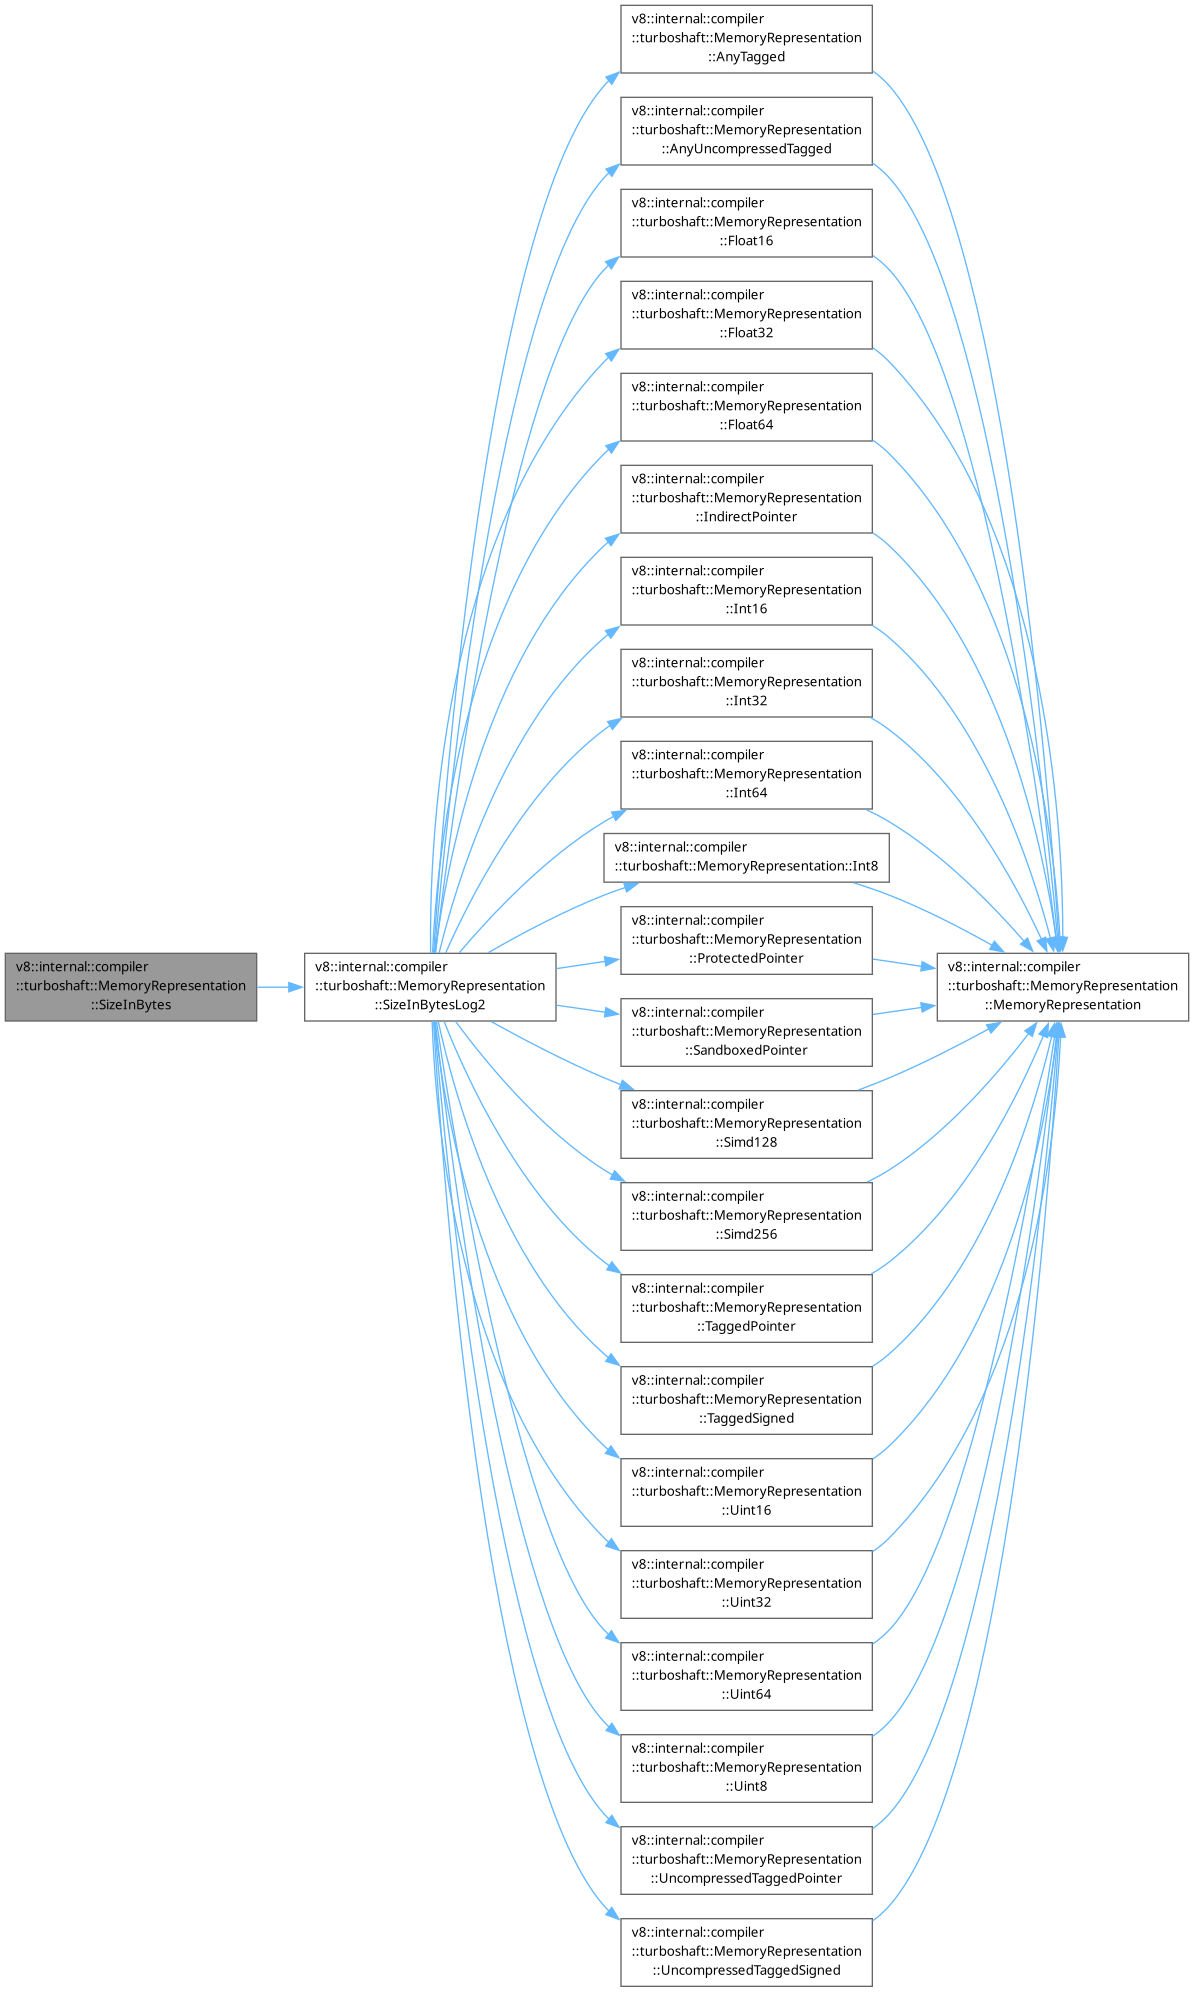 v8::internal::compiler
::turboshaft::MemoryRepresentation
::SizeInBytes
v8::internal::compiler
::turboshaft::MemoryRepresentation
::SizeInBytesLog2
v8::internal::compiler
::turboshaft::MemoryRepresentation
::AnyTagged
v8::internal::compiler
::turboshaft::MemoryRepresentation
::AnyUncompressedTagged
v8::internal::compiler
::turboshaft::MemoryRepresentation
::Float16
v8::internal::compiler
::turboshaft::MemoryRepresentation
::Float32
v8::internal::compiler
::turboshaft::MemoryRepresentation
::Float64
v8::internal::compiler
::turboshaft::MemoryRepresentation
::IndirectPointer
v8::internal::compiler
::turboshaft::MemoryRepresentation
::Int16
v8::internal::compiler
::turboshaft::MemoryRepresentation
::Int32
v8::internal::compiler
::turboshaft::MemoryRepresentation
::Int64
v8::internal::compiler
::turboshaft::MemoryRepresentation::Int8
v8::internal::compiler
::turboshaft::MemoryRepresentation
::ProtectedPointer
v8::internal::compiler
::turboshaft::MemoryRepresentation
::SandboxedPointer
v8::internal::compiler
::turboshaft::MemoryRepresentation
::Simd128
v8::internal::compiler
::turboshaft::MemoryRepresentation
::Simd256
v8::internal::compiler
::turboshaft::MemoryRepresentation
::TaggedPointer
v8::internal::compiler
::turboshaft::MemoryRepresentation
::TaggedSigned
v8::internal::compiler
::turboshaft::MemoryRepresentation
::Uint16
v8::internal::compiler
::turboshaft::MemoryRepresentation
::Uint32
v8::internal::compiler
::turboshaft::MemoryRepresentation
::Uint64
v8::internal::compiler
::turboshaft::MemoryRepresentation
::Uint8
v8::internal::compiler
::turboshaft::MemoryRepresentation
::UncompressedTaggedPointer
v8::internal::compiler
::turboshaft::MemoryRepresentation
::UncompressedTaggedSigned
v8::internal::compiler
::turboshaft::MemoryRepresentation
::MemoryRepresentation